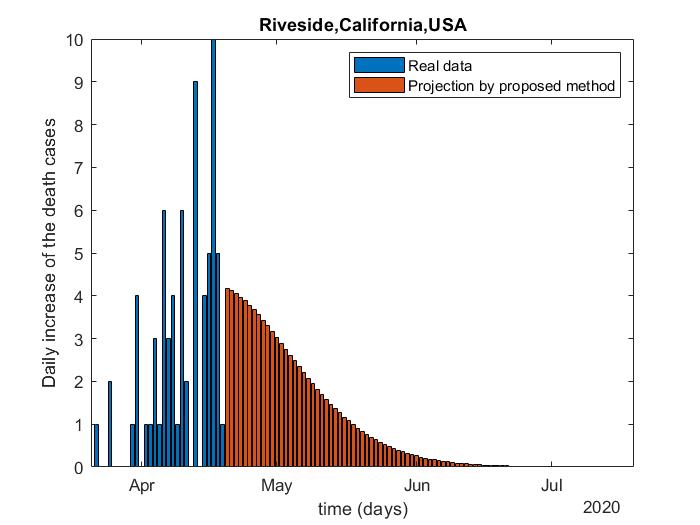 Riveside,California,USA
Real data
Projection by proposed method
Daily increase of the death cases
10
9
8
7
6
5
4
3
2
1
0
Apr
May
Jun
Jul
time (days)
2020